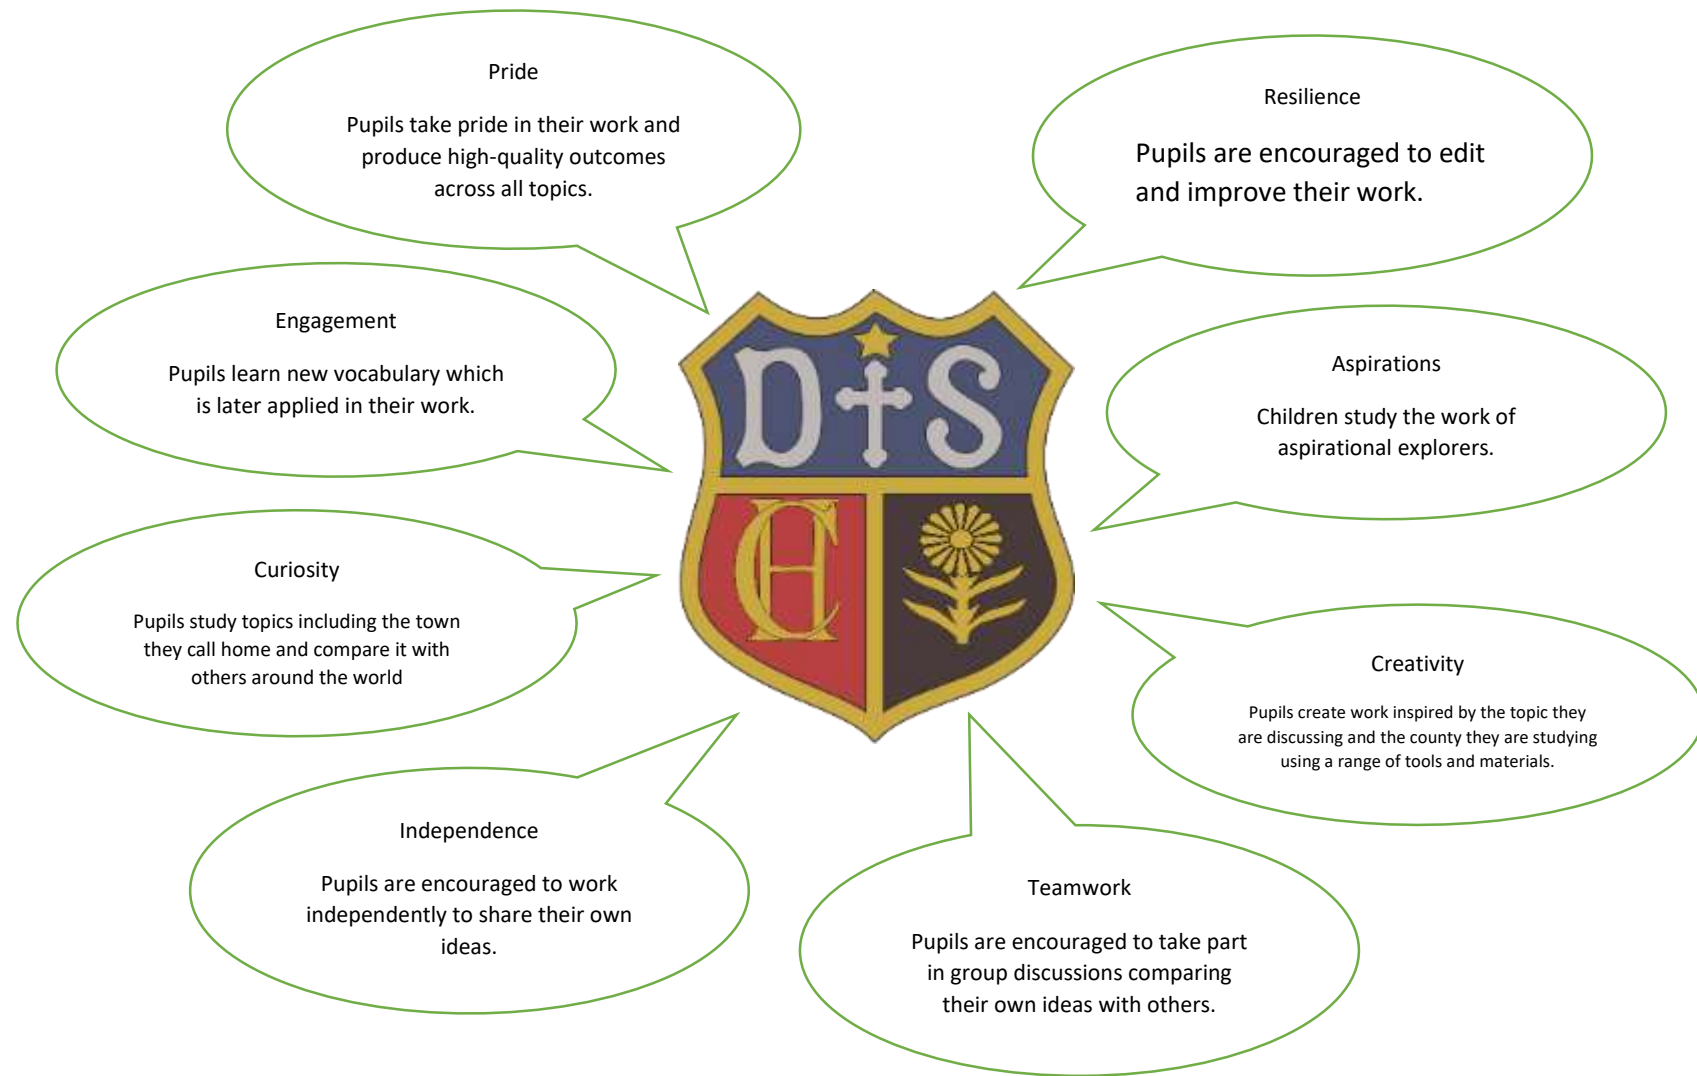 Pride
Pupils take pride in their work and
produce high-quality outcomes
across all topics.
Resilience
Pupils are encouraged to edit
and improve their work.
Engagement
Pupils learn new vocabulary which
is later applied in their work.
Aspirations
Children study the work of
aspirational explorers.
D S
CH
Curiosity
Pupils study topics including the town
they call home and compare it with
others around the world
Creativity
Pupils create work inspired by the topic they
are discussing and the county they are studying
using a range of tools and materials.
Independence
Pupils are encouraged to work
independently to share their own
ideas.
Teamwork
Pupils are encouraged to take part
in group discussions comparing
their own ideas with others.